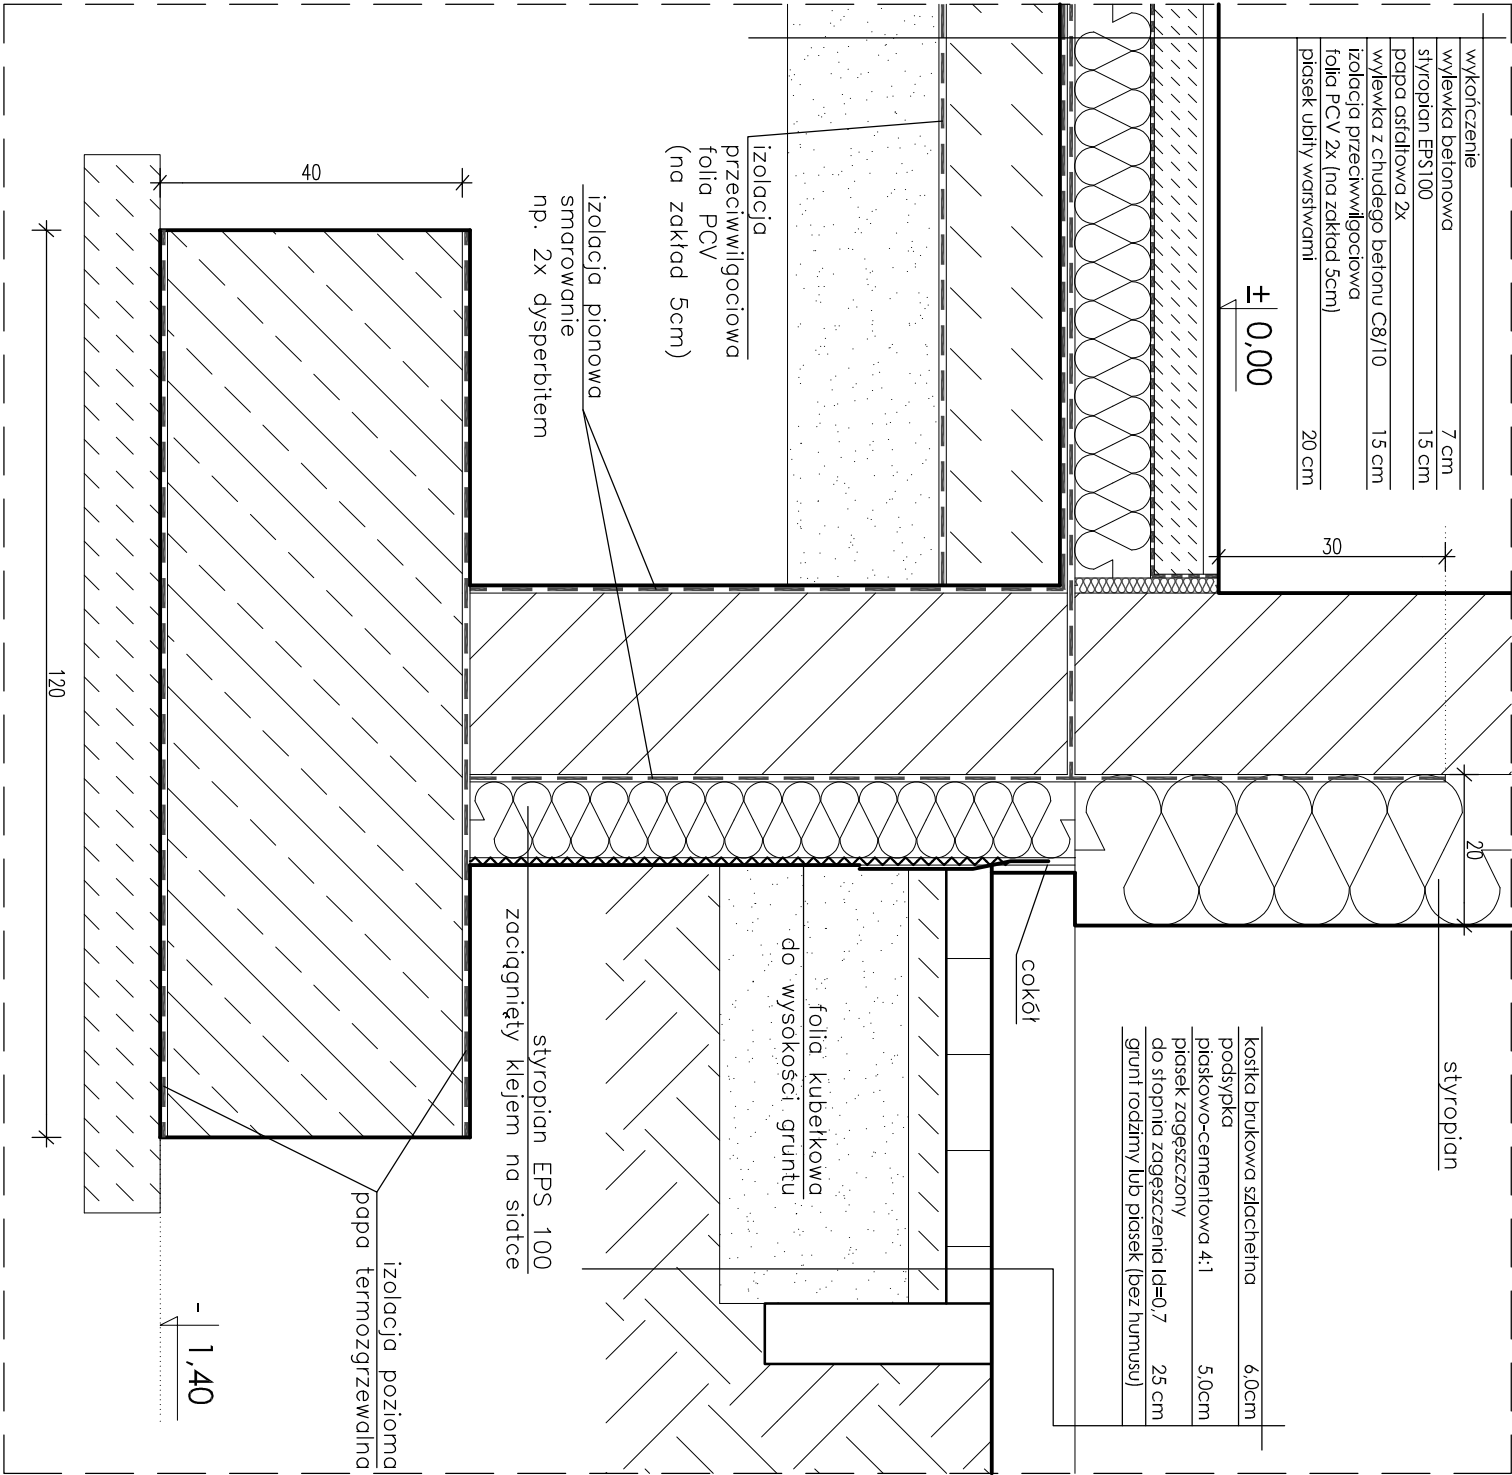 wykończenie
wylewka betonowa 7 cm
styropian EPS100 15 cm
papa asfaltowa 2x
wylewka z chudego betonu C8/10 15 cm
izolacja przeciwwilgociowa
folia PCV 2x (na zakład 5cm)
piasek ubity warstwami 20 cm
± 0,00
30
20
styropian
kostka brukowa szlachetna 6,0cm
podsypka
piaskowo-cementowa 4:1 5,0cm
piasek zagęszczony
do stopnia zagęszczenia Id=0,7 25 cm
grunt rodzimy lub piasek (bez humusu)
cokół
folia kubełkowa
do wysokości gruntu
izolacja
przeciwwilgociowa
folia PCV
(na zakład 5cm)
izolacja pionowa
smarowanie
np. 2x dysperbitem
styropian EPS 100
zaciągnięty klejem na siatce
izolacja pozioma
papa termozgrzewalna
40
120
- 1,40